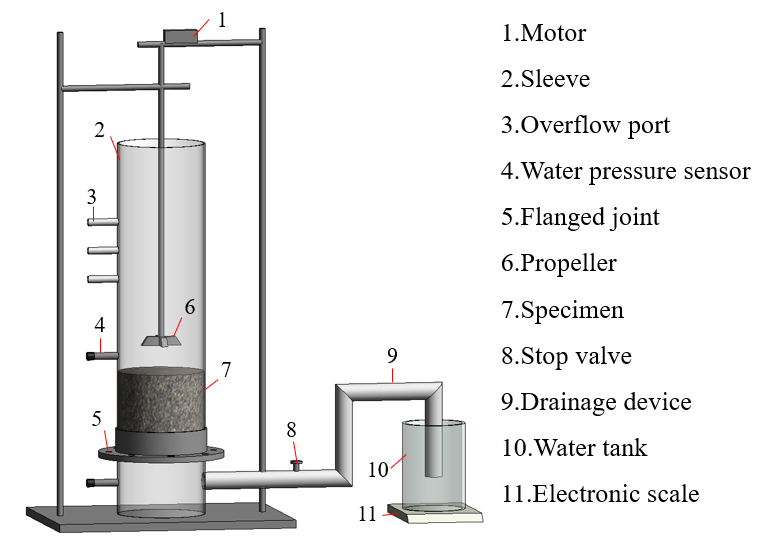 1
1.Motor
2
2.Sleeve
3
3.Overflow port
4
4.Water pressure sensor
5
5.Flanged joint
6
6.Propeller
7
7.Specimen
8
8.Stop valve
9
9.Drainage device
10
10.Water tank
11
11.Electronic scale